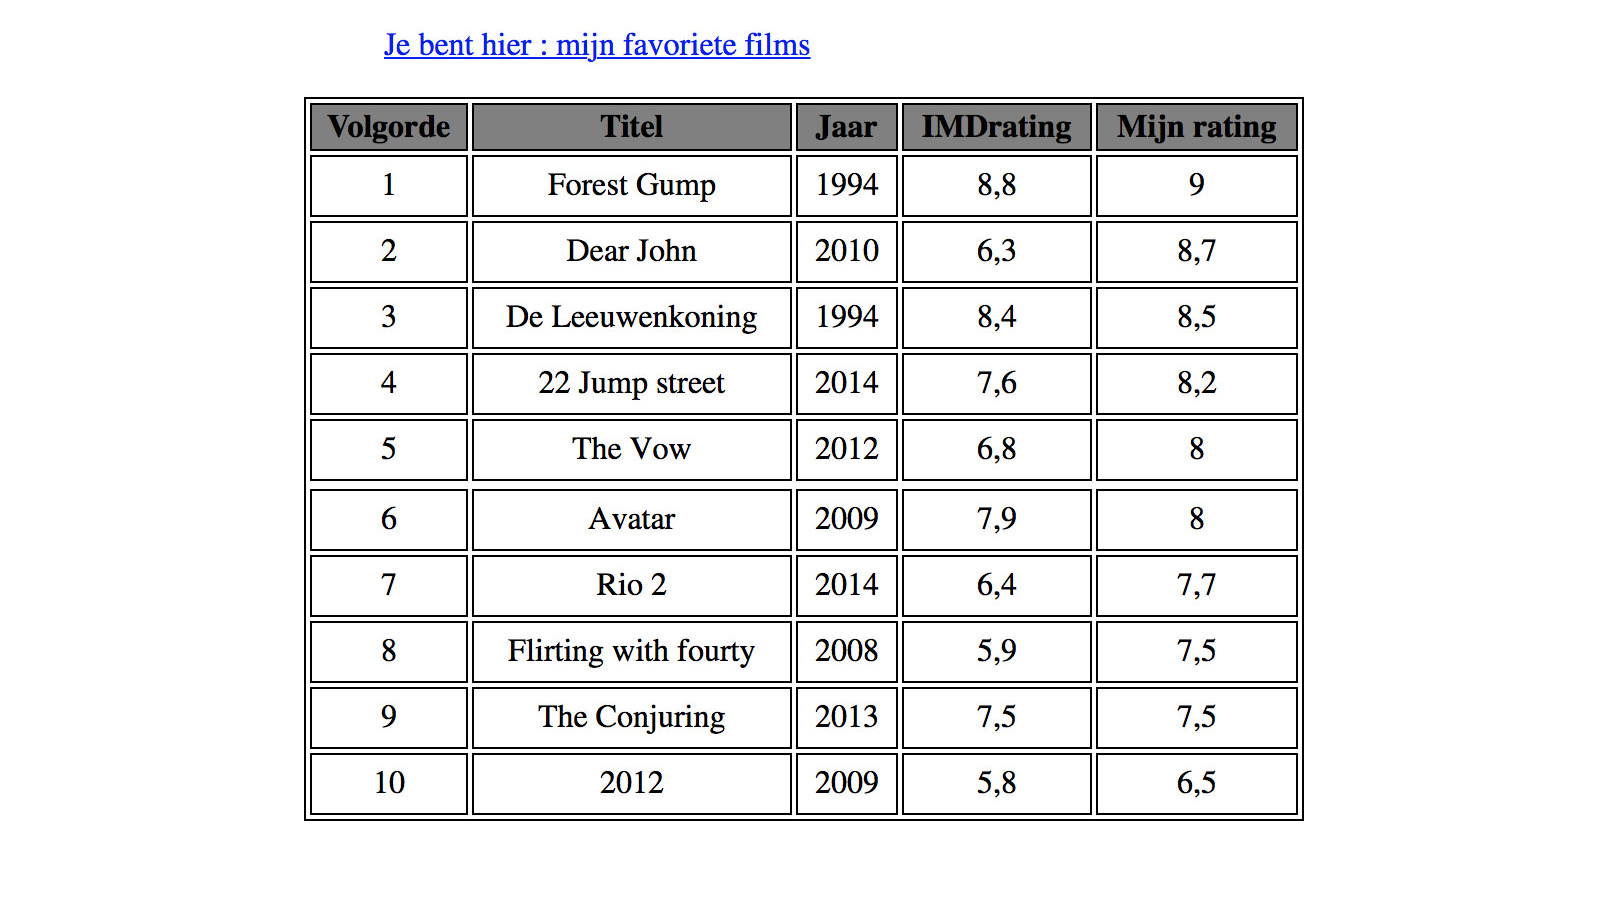 Je bent hier : mijn favoriete films
Volgorde Titel Jaar IMDrating Mijn rating
1 Forest Gump 1994 8,8 9
2 Dear John 2010 6,3 8,7
3 De Leeuwenkoning 1994 8,4 8,5
4 22 Jump street 2014 7,6 8,2
5 The Vow 2012 6,8 8
6 Avatar 2009 7,9 8
7 Rio 2 2014 6,4 7,7
8 Flirting with fourty 2008 5,9 7,5
9 The Conjuring 2013 7,5 7,5
10 2012 2009 5,8 6,5